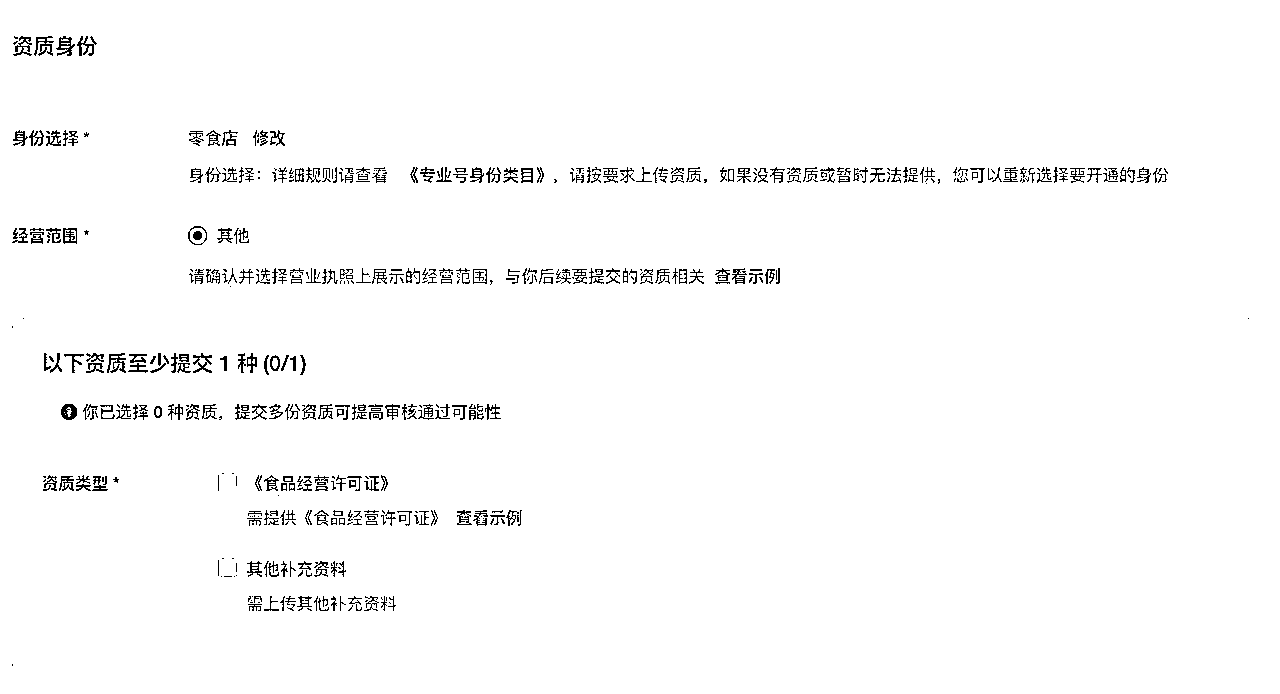 资质身份
身份选择 * 零食店 修改
身份选择：详细规则请查看 《专业号身份类目》，请按要求上传资质，如果没有资质或暂时无法提供，您可以重新选择要开通的身份
经营范围 * 其他
请确认并选择营业执照上展示的经营范围，与你后续要提交的资质相关 查看示例
以下资质至少提交 1 种 (0/1)
你已选择 0 种资质，提交多份资质可提高审核通过可能性
资质类型 * 《食品经营许可证》
需提供《食品经营许可证》 查看示例
其他补充资料
需上传其他补充资料